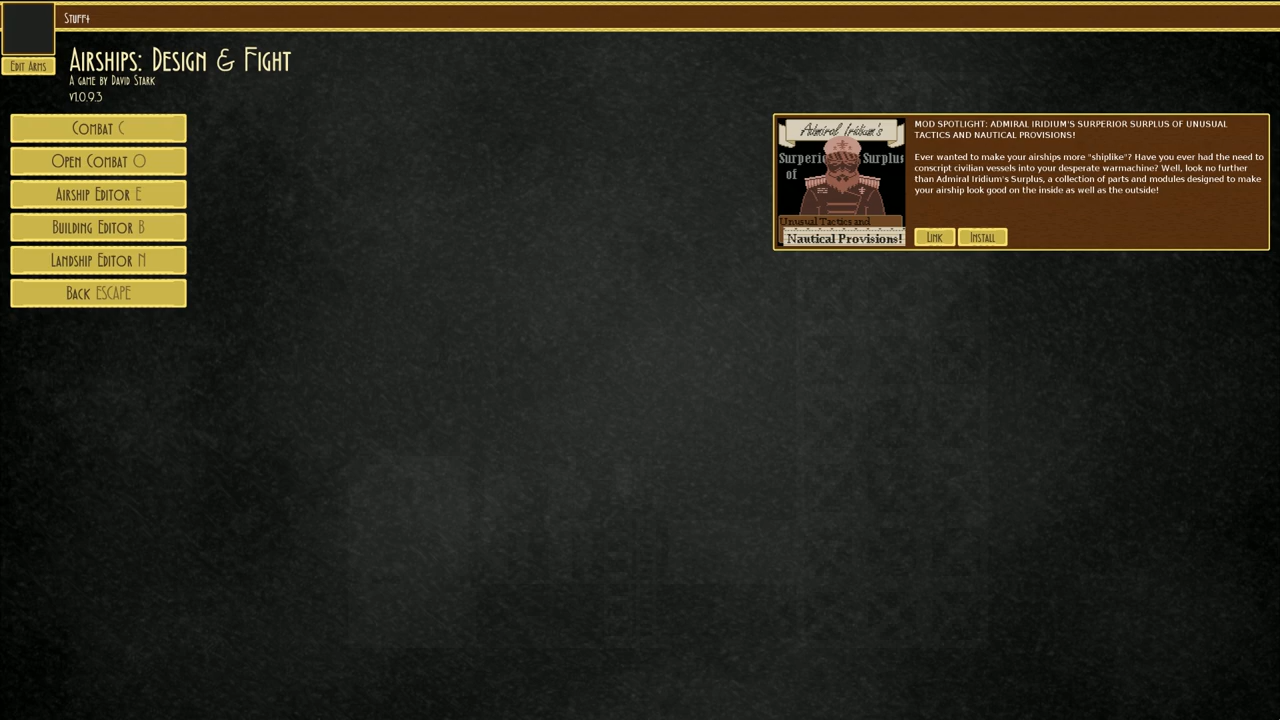 Stufft
Edit Arms
Airships: Design & Fight
A game by David Stark
v1.0.9.3
Combat C
Open Combat O
Airship Editor E
Building Editor B
Landship Editor N
Back ESCAPE
Admiral Iridium's
Surperio Surplus
of
Unusual Tactics and
Nautical Provisions!
MOD SPOTLIGHT: ADMIRAL IRIDIUM'S SURPERIOR SURPLUS OF UNUSUAL
TACTICS AND NAUTICAL PROVISIONS!
Ever wanted to make your airships more "shiplike"? Have you ever had the need to
conscript civilian vessels into your desperate warmachine? Well, look no further
than Admiral Iridium's Surplus, a collection of parts and modules designed to make
your airship look good on the inside as well as the outside!
Link
Install